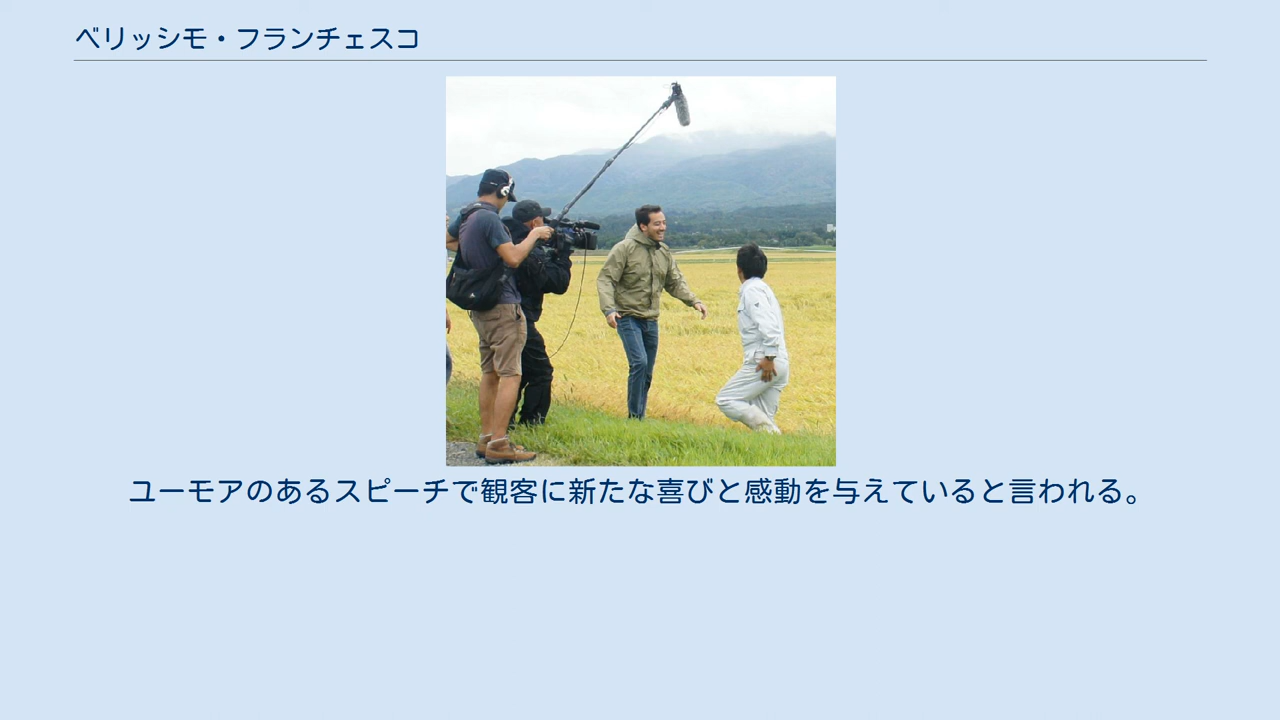 ベリッシモ・フランチェスコ
ユーモアのあるスピーチで観客に新たな喜びと感動を与えていると言われる。